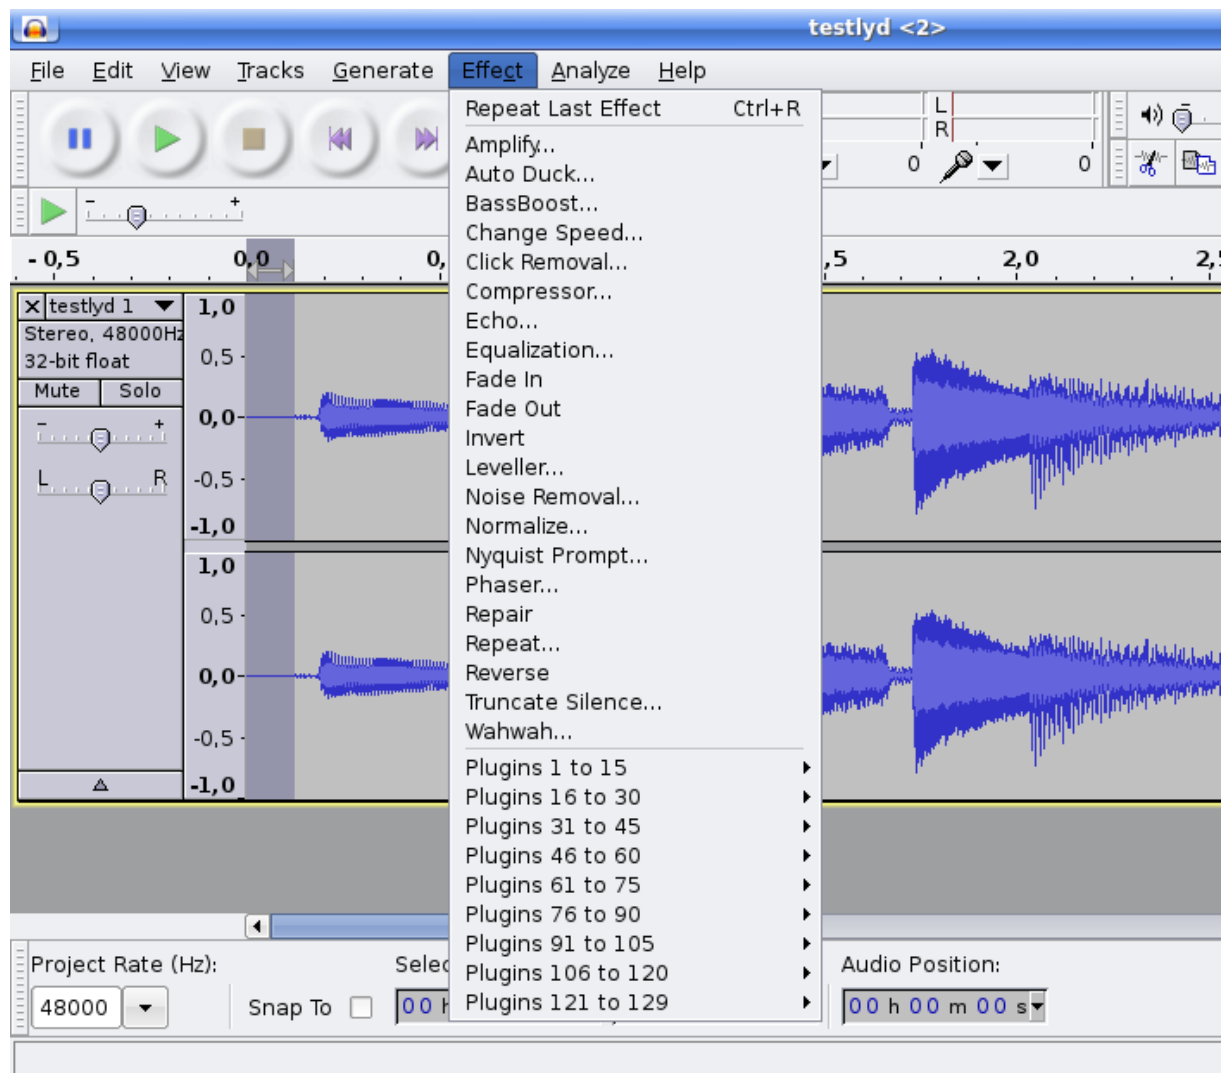 testlyd <2>
File Edit View Tracks Generate Effect Analyze Help
Repeat Last Effect Ctrl+R
Amplify...
Auto Duck...
BassBoost...
Change Speed...
Click Removal...
Compressor...
Echo...
Equalization...
Fade In
Fade Out
Invert
Leveller...
Noise Removal...
Normalize...
Nyquist Prompt...
Phaser...
Repair
Repeat...
Reverse
Truncate Silence...
Wahwah...
Plugins 1 to 15
Plugins 16 to 30
Plugins 31 to 45
Plugins 46 to 60
Plugins 61 to 75
Plugins 76 to 90
Plugins 91 to 105
Plugins 106 to 120
Plugins 121 to 129
L
R
0 0
- +
- 0,5 0,0 0, ,5 2,0 2,
testlyd 1
Stereo, 48000Hz
32-bit float
Mute Solo
- +
L R
1,0
0,5
0,0
-0,5
-1,0
1,0
0,5
0,0
-0,5
-1,0
Project Rate (Hz):
48000
Snap To
Selec
00 h
Audio Position:
00 h 00 m 00 s